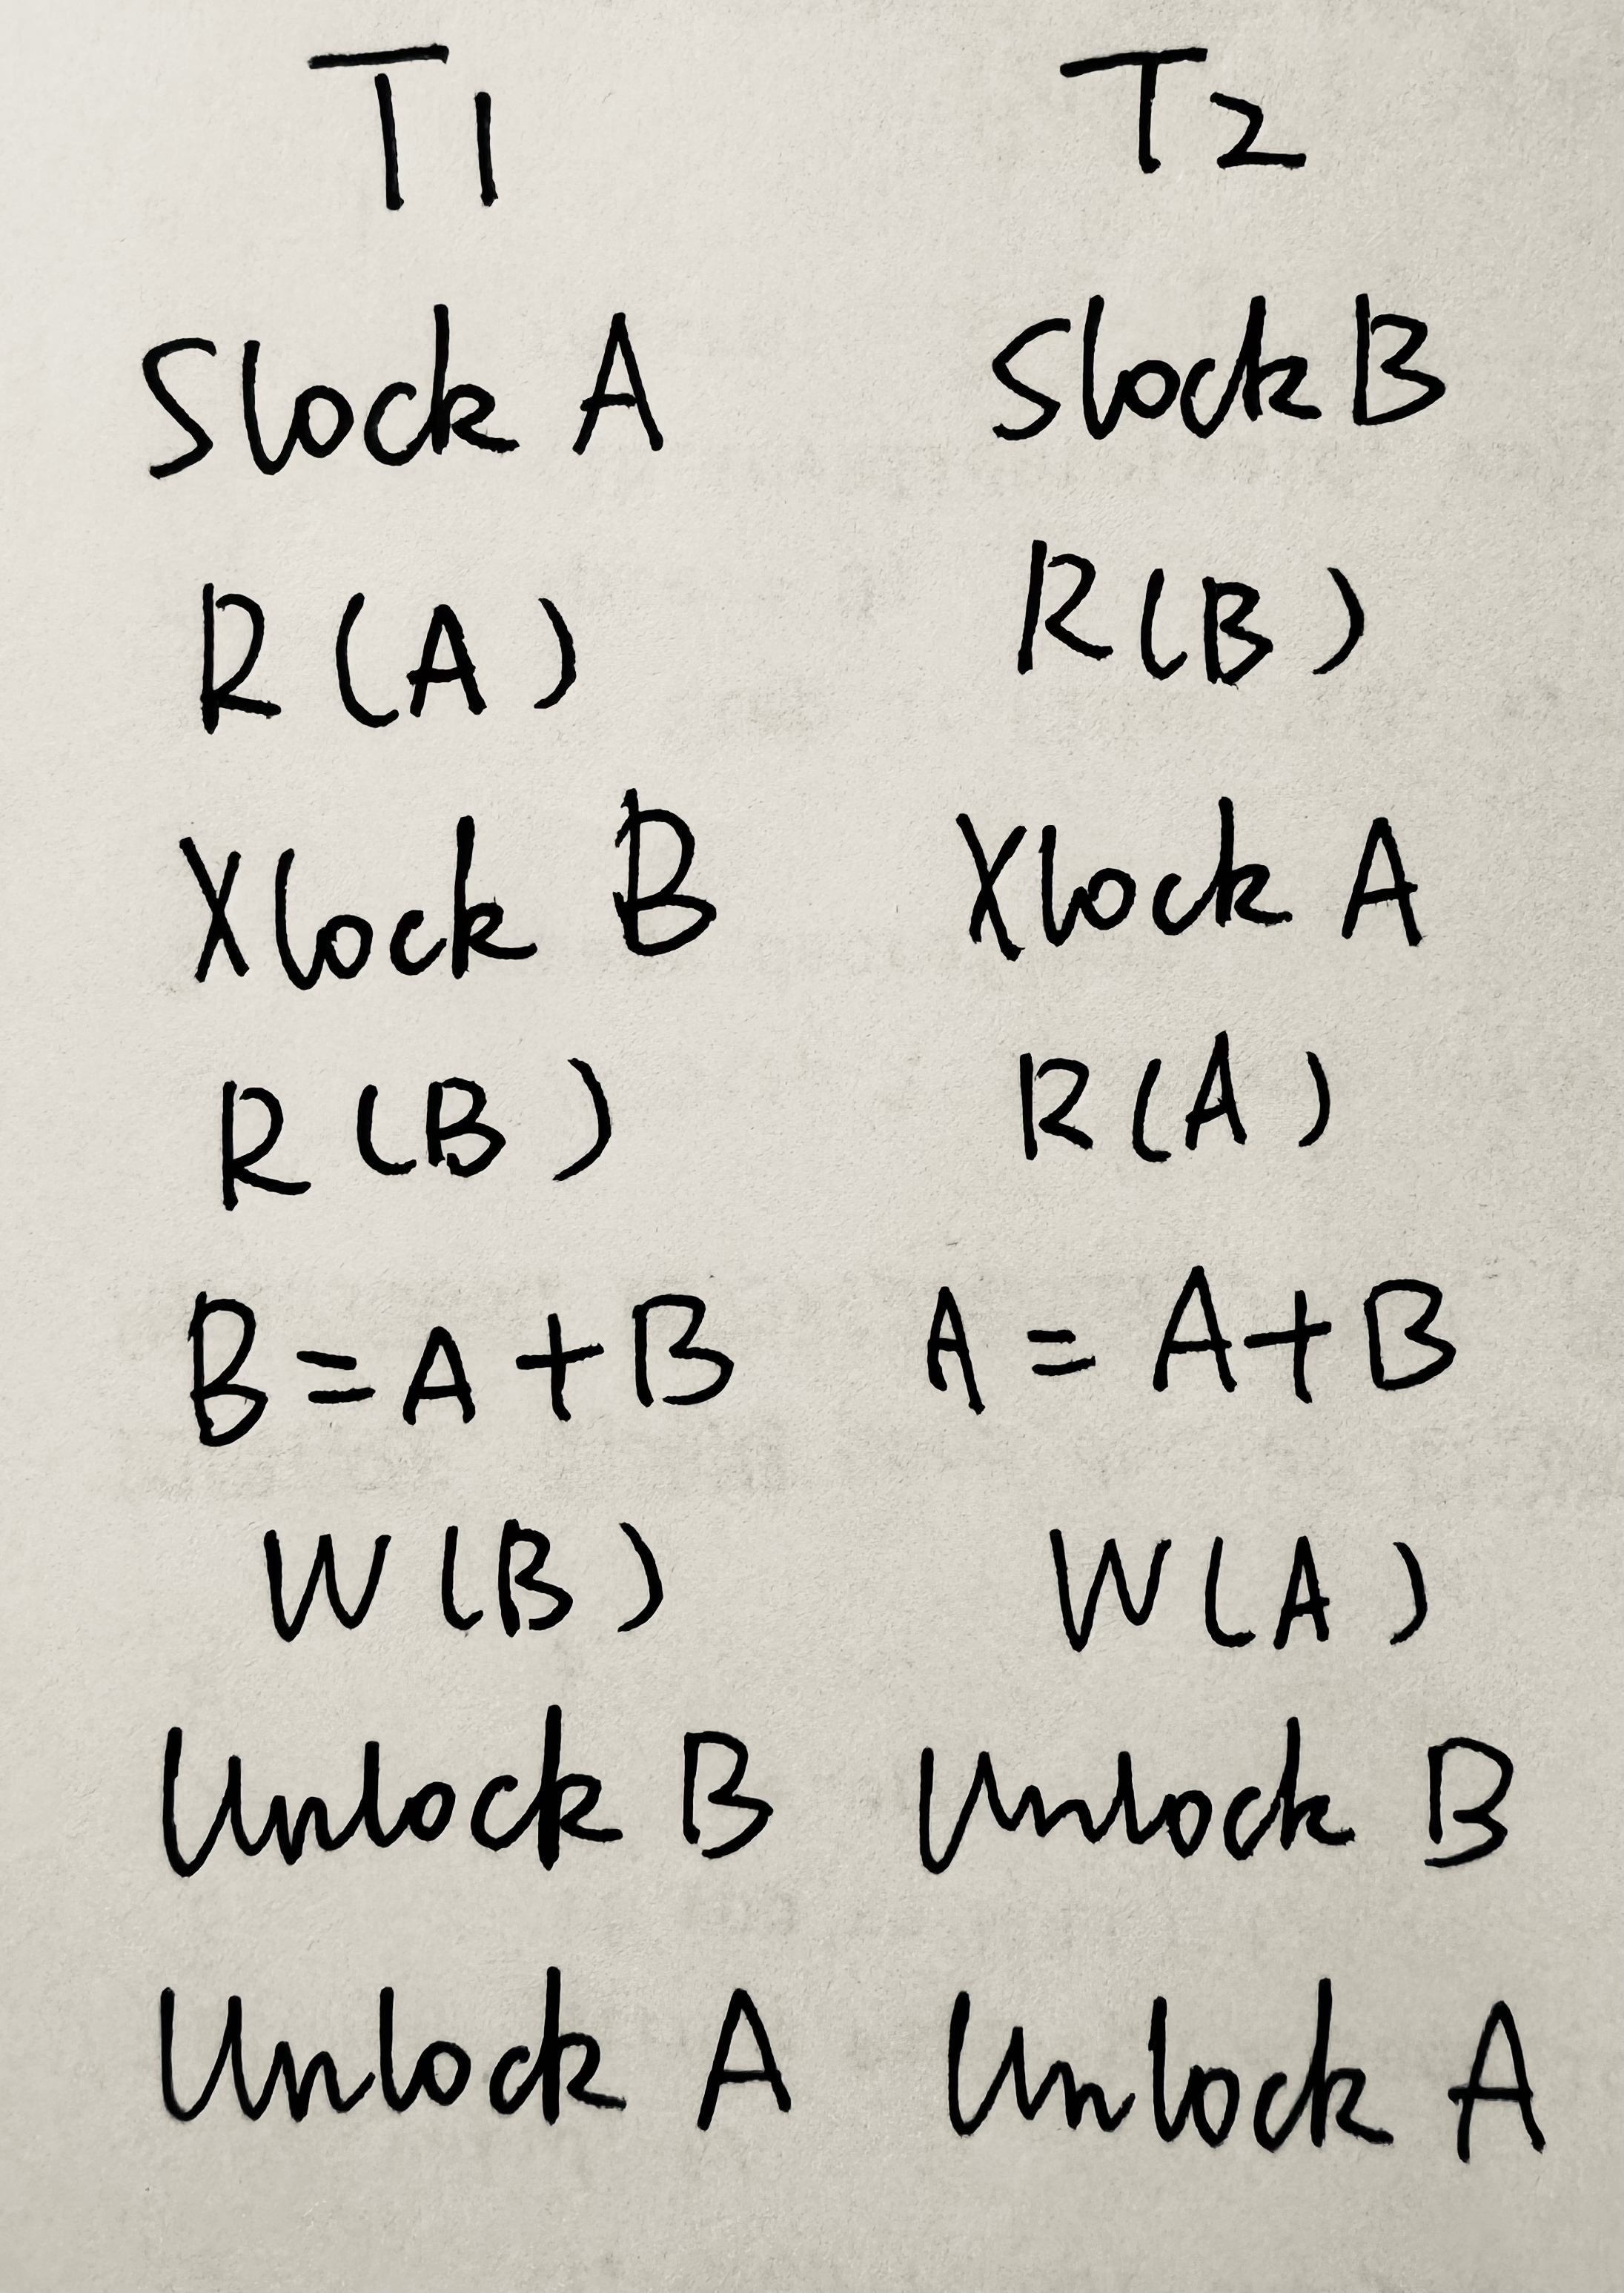 T1 T2
Slock A Slock B
R(A) R(B)
Xlock B Xlock A
R(B) R(A)
B=A+B A=A+B
W(B) W(A)
Unlock B Unlock B
Unlock A Unlock A